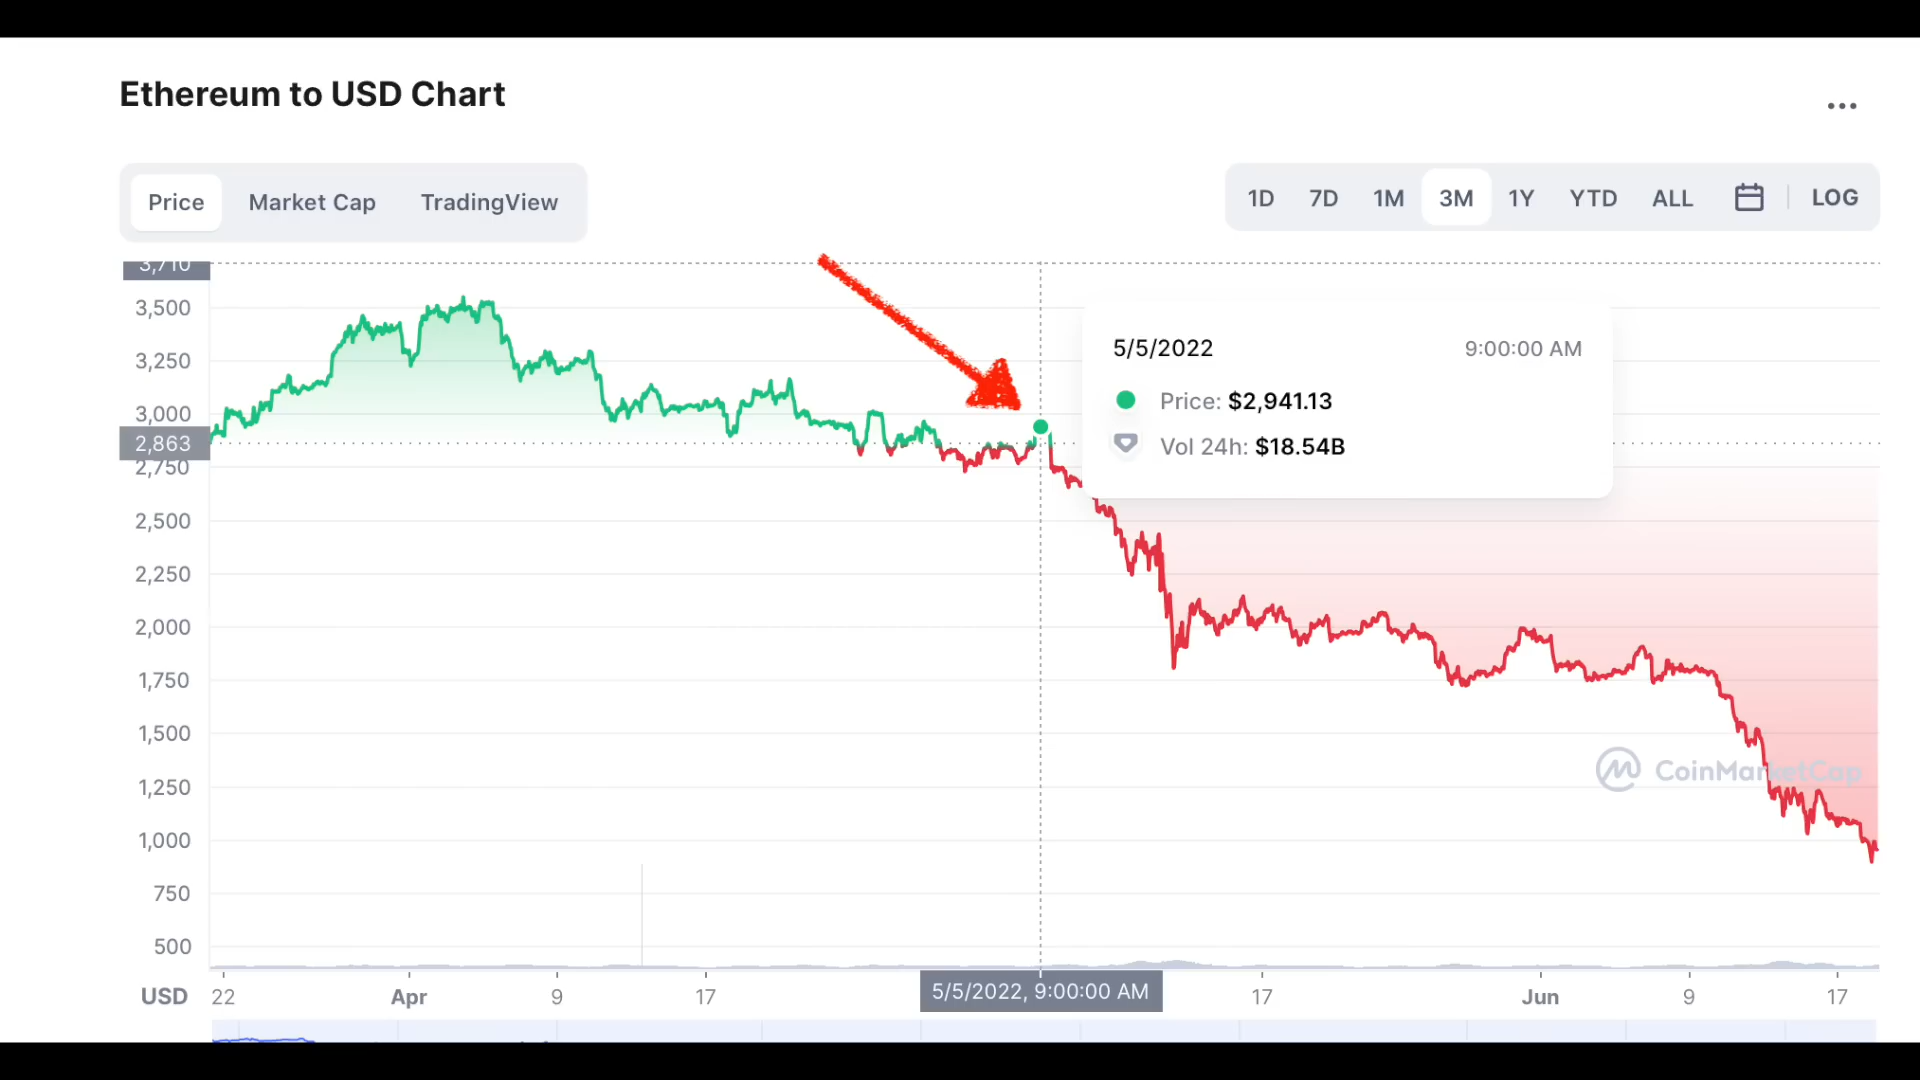 Ethereum to USD Chart
Price Market Cap TradingView
1D 7D 1M 3M 1Y YTD ALL LOG
3,710
3,500
3,250
3,000
2,863
2,750
2,500
2,250
2,000
1,750
1,500
1,250
1,000
750
500
5/5/2022 9:00:00 AM
Price: $2,941.13
Vol 24h: $18.54B
CoinMarketCap
USD 22 Apr 9 17 5/5/2022, 9:00:00 AM 17 Jun 9 17